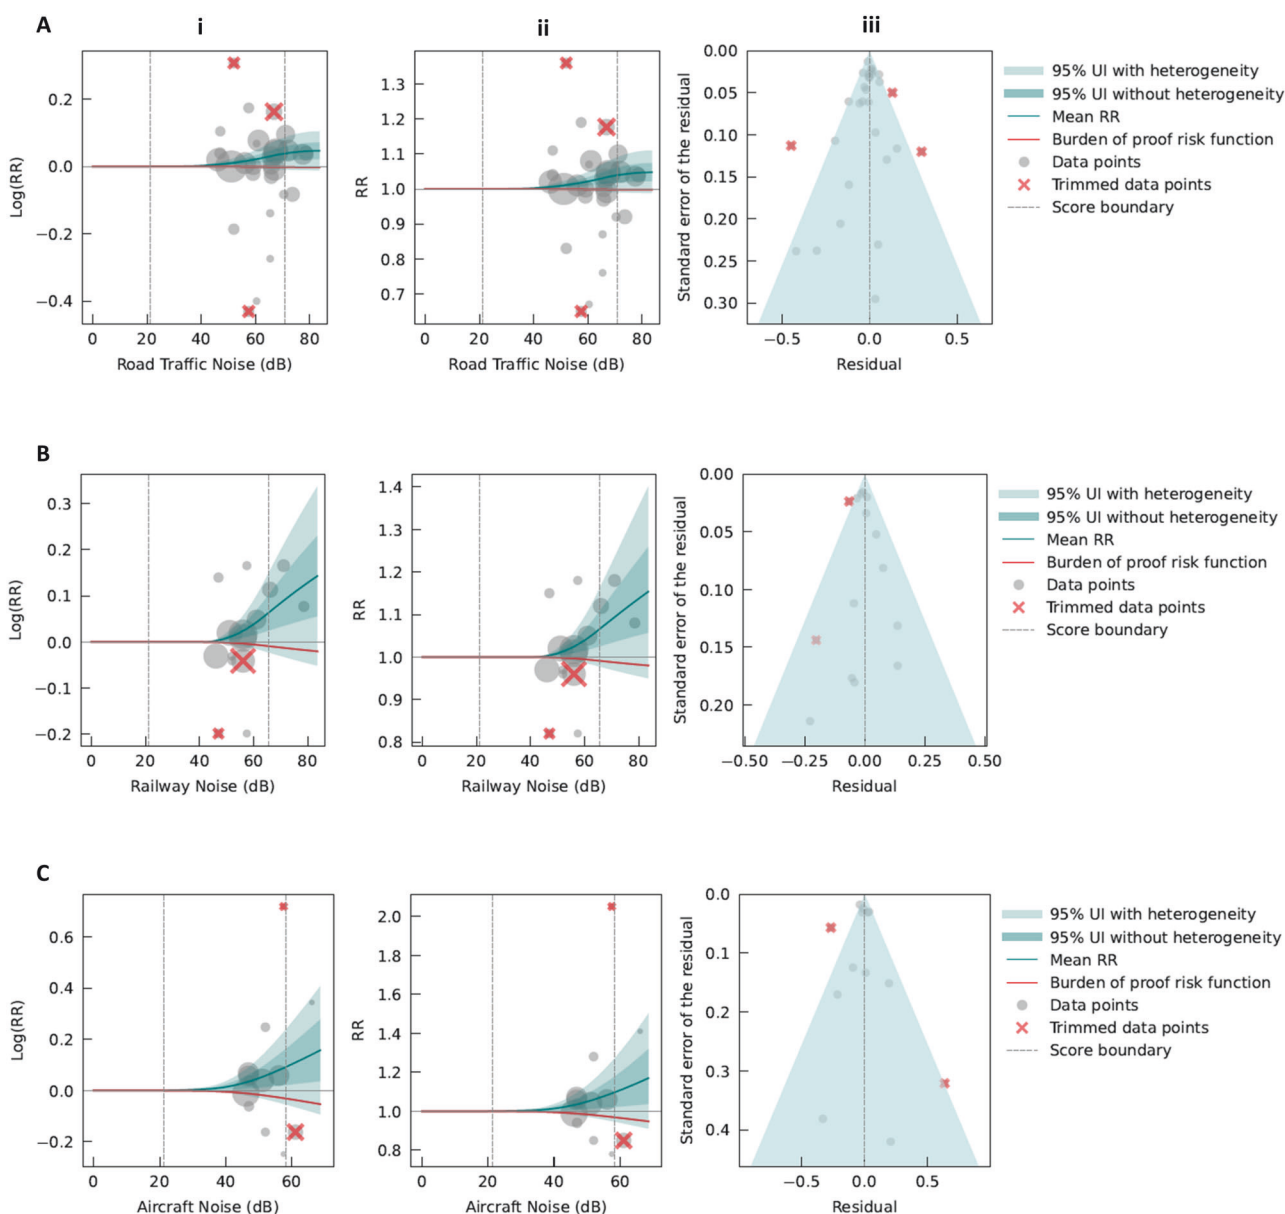 A
i
ii
iii
Log(RR)
0.2
0.0
−0.2
−0.4
0 20 40 60 80
Road Traffic Noise (dB)
RR
1.3
1.2
1.1
1.0
0.9
0.8
0.7
0 20 40 60 80
Road Traffic Noise (dB)
Standard error of the residual
0.00
0.05
0.10
0.15
0.20
0.25
0.30
−0.5 0.0 0.5
Residual
95% UI with heterogeneity
95% UI without heterogeneity
Mean RR
Burden of proof risk function
Data points
Trimmed data points
Score boundary
B
Log(RR)
0.3
0.2
0.1
0.0
−0.1
−0.2
0 20 40 60 80
Railway Noise (dB)
RR
1.4
1.3
1.2
1.1
1.0
0.9
0.8
0 20 40 60 80
Railway Noise (dB)
Standard error of the residual
0.00
0.05
0.10
0.15
0.20
−0.50 −0.25 0.00 0.25 0.50
Residual
95% UI with heterogeneity
95% UI without heterogeneity
Mean RR
Burden of proof risk function
Data points
Trimmed data points
Score boundary
C
Log(RR)
0.6
0.4
0.2
0.0
−0.2
0 20 40 60
Aircraft Noise (dB)
RR
2.0
1.8
1.6
1.4
1.2
1.0
0.8
0 20 40 60
Aircraft Noise (dB)
Standard error of the residual
0.0
0.1
0.2
0.3
0.4
−0.5 0.0 0.5
Residual
95% UI with heterogeneity
95% UI without heterogeneity
Mean RR
Burden of proof risk function
Data points
Trimmed data points
Score boundary